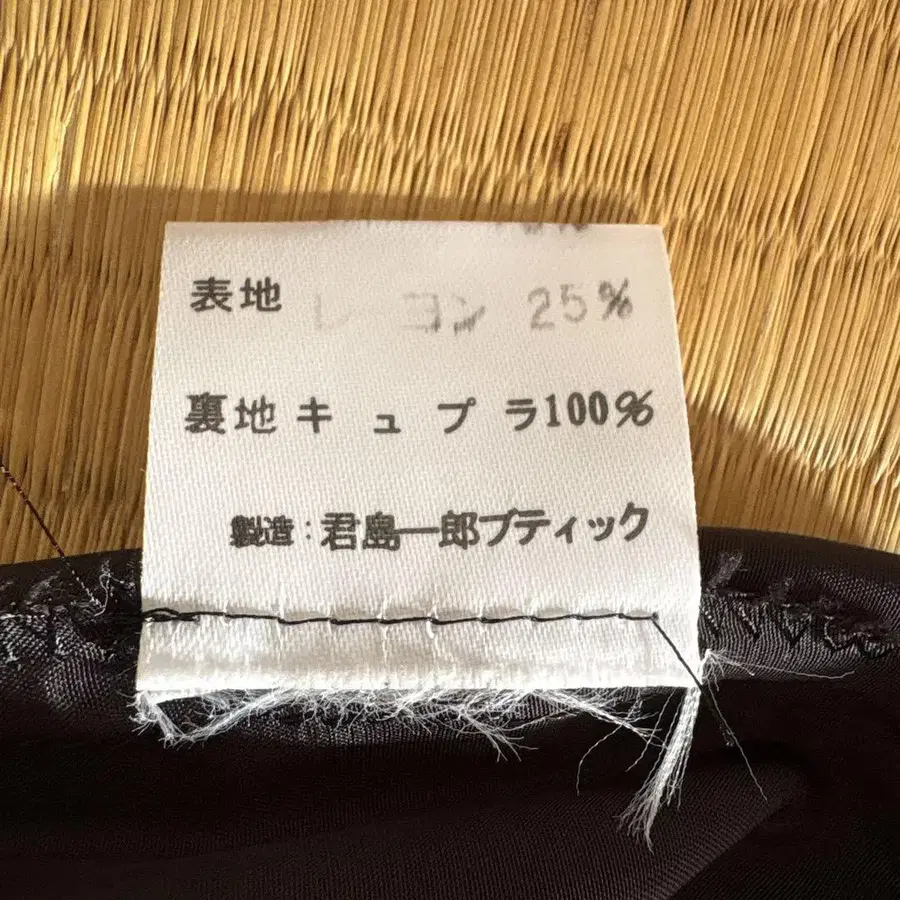 表地 レーヨン 25%
裏地 キュプラ100%
製造:君島一郎ブティック